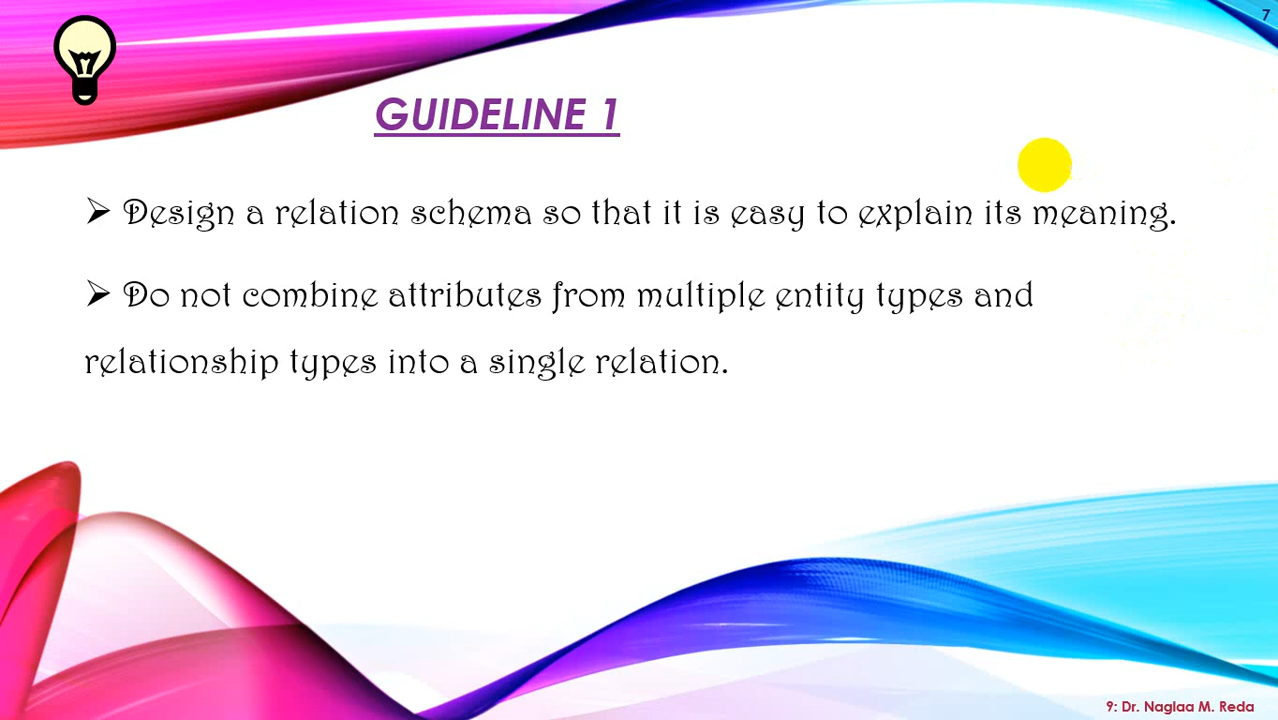 7
GUIDELINE 1
➢ Design a relation schema so that it is easy to explain its meaning.
➢ Do not combine attributes from multiple entity types and
relationship types into a single relation.
9: Dr. Naglaa M. Reda